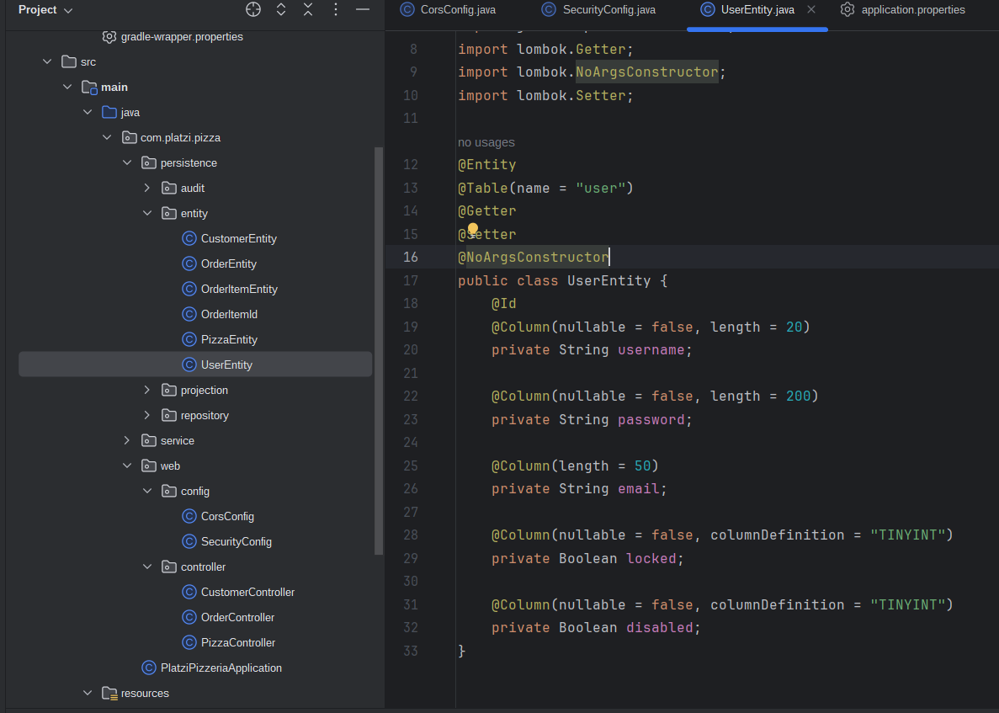 Project
gradle-wrapper.properties
src
main
java
com.platzi.pizza
persistence
audit
entity
CustomerEntity
OrderEntity
OrderItemEntity
OrderItemId
PizzaEntity
UserEntity
projection
repository
service
web
config
CorsConfig
SecurityConfig
controller
CustomerController
OrderController
PizzaController
PlatziPizzeriaApplication
resources
CorsConfig.java SecurityConfig.java UserEntity.java application.properties
8 import lombok.Getter;
9 import lombok.NoArgsConstructor;
10 import lombok.Setter;
11
no usages
12 @Entity
13 @Table(name = "user")
14 @Getter
15 @Setter
16 @NoArgsConstructor
17 public class UserEntity {
18 @Id
19 @Column(nullable = false, length = 20)
20 private String username;
21
22 @Column(nullable = false, length = 200)
23 private String password;
24
25 @Column(length = 50)
26 private String email;
27
28 @Column(nullable = false, columnDefinition = "TINYINT")
29 private Boolean locked;
30
31 @Column(nullable = false, columnDefinition = "TINYINT")
32 private Boolean disabled;
33 }